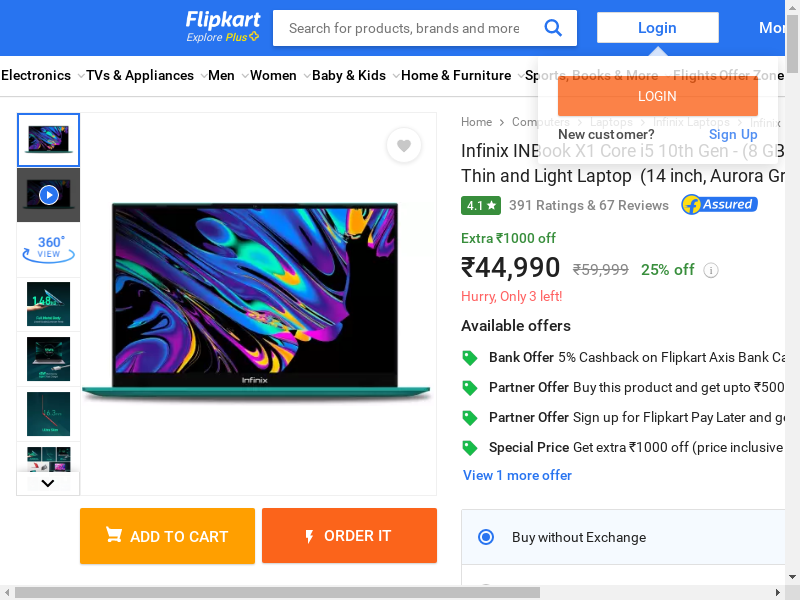 Flipkart
Explore Plus
Search for products, brands and more
Login
Electronics TVs & Appliances Men Women Baby & Kids Home & Furniture Sports, Books & More Flights Offer Zone
LOGIN
New customer? Sign Up
Home Computers Laptops Infinix Laptops Infinix
Infinix INBook X1 Core i5 10th Gen - (8 GB
Thin and Light Laptop (14 inch, Aurora
4.1 391 Ratings & 67 Reviews Assured
360°
VIEW
Extra ₹1000 off
₹44,990 ₹59,999 25% off i
Hurry, Only 3 left!
Available offers
Bank Offer 5% Cashback on Flipkart Axis Bank
Partner Offer Buy this product and get upto ₹500
Partner Offer Sign up for Flipkart Pay Later and
Special Price Get extra ₹1000 off (price inclusive
View 1 more offer
Infinix
ADD TO CART
ORDER IT
Buy without Exchange